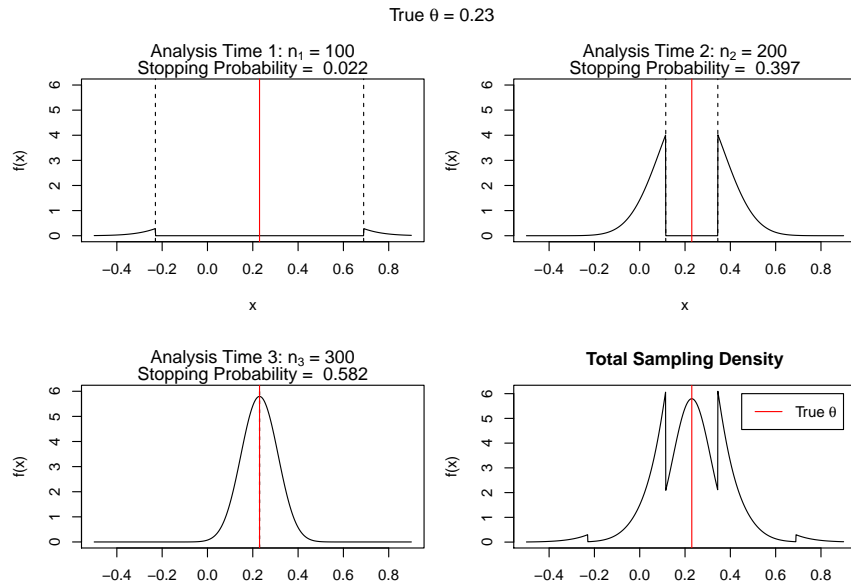 True θ = 0.23
Analysis Time 1: n₁ = 100
Stopping Probability =  0.022
f(x)
0 1 2 3 4 5 6
−0.4 −0.2 0.0 0.2 0.4 0.6 0.8
x
Analysis Time 2: n₂ = 200
Stopping Probability =  0.397
f(x)
0 1 2 3 4 5 6
−0.4 −0.2 0.0 0.2 0.4 0.6 0.8
x
Analysis Time 3: n₃ = 300
Stopping Probability =  0.582
f(x)
0 1 2 3 4 5 6
−0.4 −0.2 0.0 0.2 0.4 0.6 0.8
Total Sampling Density
f(x)
0 1 2 3 4 5 6
True θ
−0.4 −0.2 0.0 0.2 0.4 0.6 0.8